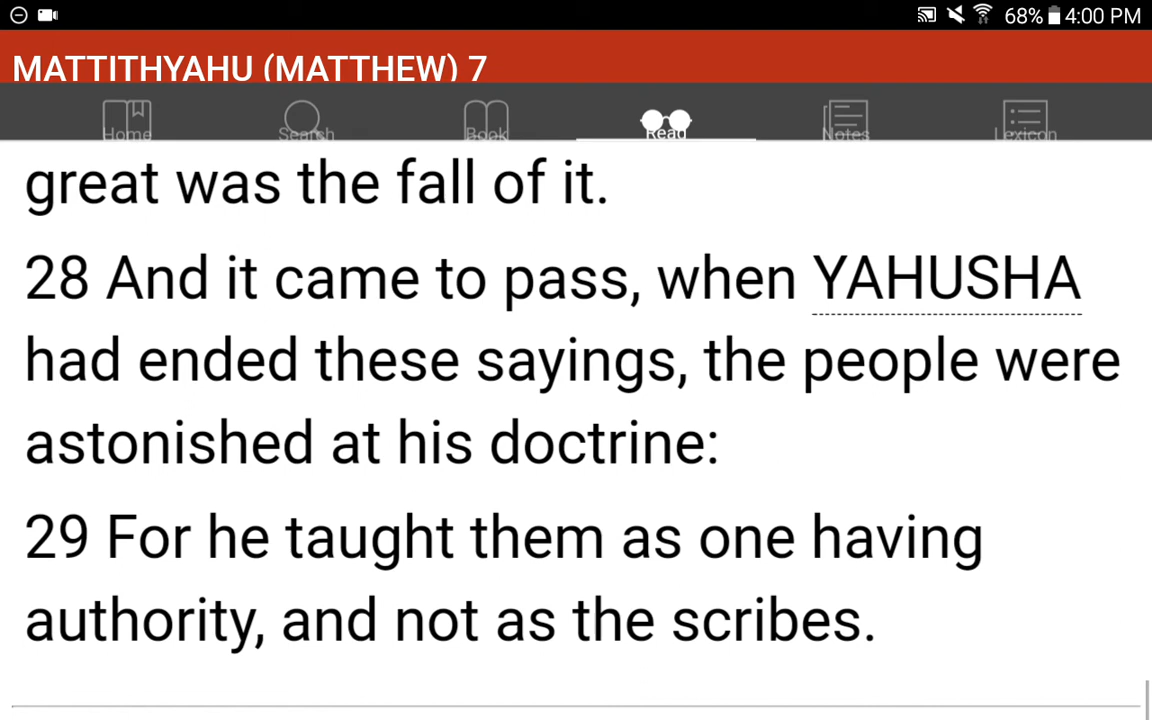 68% 4:00 PM
MATTITHYAHU (MATTHEW) 7
Home Search Book Read Notes Lexicon
great was the fall of it.
28 And it came to pass, when YAHUSHA
had ended these sayings, the people were
astonished at his doctrine:
29 For he taught them as one having
authority, and not as the scribes.